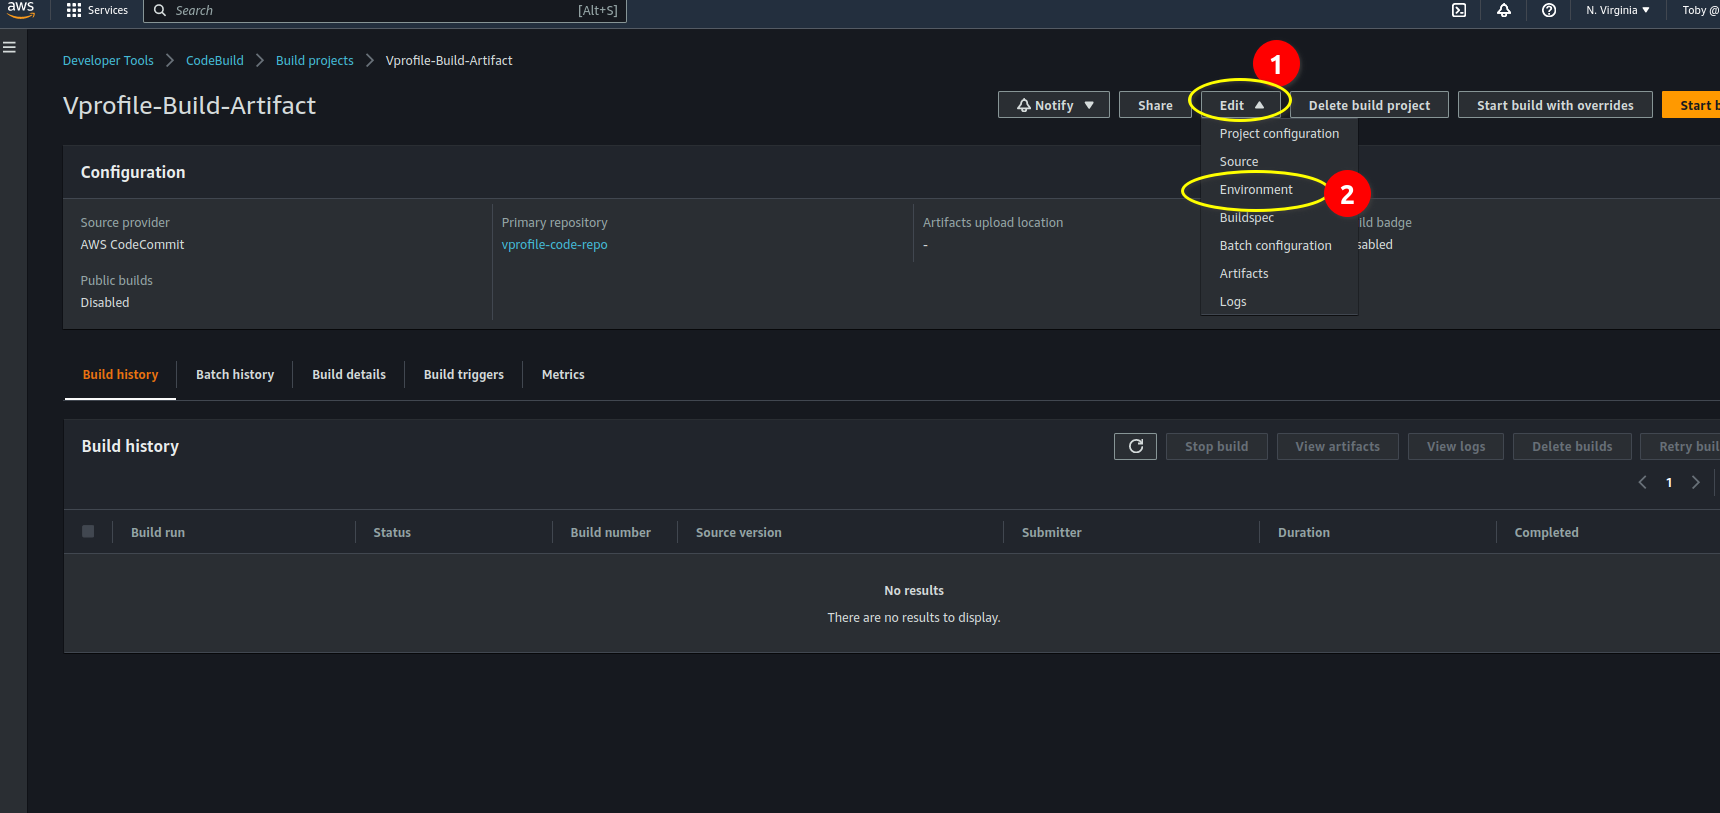 aws Services Search [Alt+S] N. Virginia Toby @
Developer Tools CodeBuild Build projects Vprofile-Build-Artifact
1
Vprofile-Build-Artifact Notify Share Edit Delete build project Start build with overrides Start b
Project configuration
Source
Environment
2
Buildspec
Batch configuration
Artifacts
Logs
Configuration
Source provider
AWS CodeCommit
Primary repository
vprofile-code-repo
Artifacts upload location
-
ild badge
sabled
Public builds
Disabled
Build history Batch history Build details Build triggers Metrics
Build history Stop build View artifacts View logs Delete builds Retry buil
1
Build run Status Build number Source version Submitter Duration Completed
No results
There are no results to display.